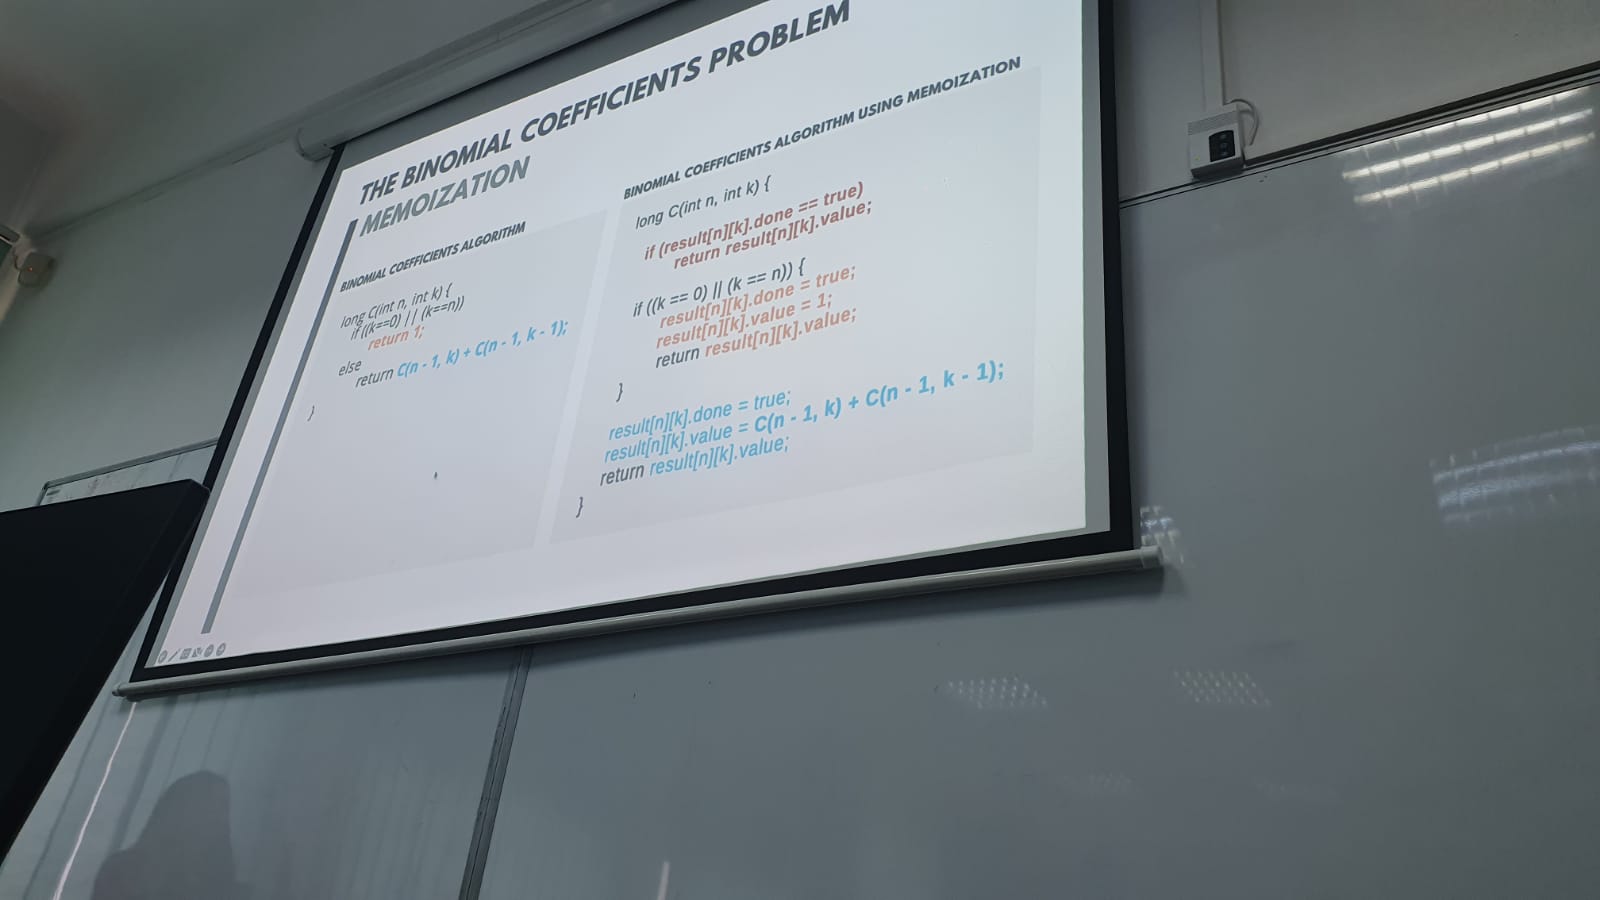 THE BINOMIAL COEFFICIENTS PROBLEM
MEMOIZATION
BINOMIAL COEFFICIENTS ALGORITHM
long C(int n, int k) {
if ((k==0) || (k==n))
return 1;
else
return C(n - 1, k) + C(n - 1, k - 1);
}
BINOMIAL COEFFICIENTS ALGORITHM USING MEMOIZATION
long C(int n, int k) {
if (result[n][k].done == true)
return result[n][k].value;
if ((k == 0) || (k == n)) {
result[n][k].done = true;
result[n][k].value = 1;
return result[n][k].value;
}
result[n][k].done = true;
result[n][k].value = C(n - 1, k) + C(n - 1, k - 1);
return result[n][k].value;
}